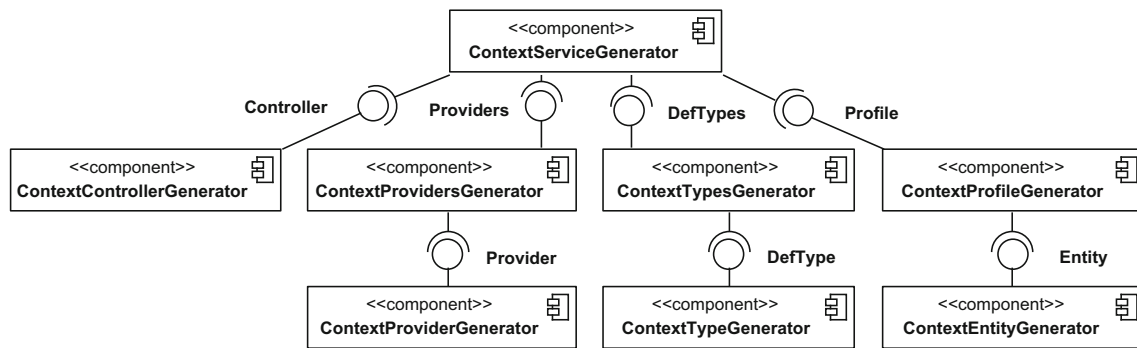 <<component>>
ContextServiceGenerator
Controller
Providers
DefTypes
Profile
<<component>>
ContextControllerGenerator
<<component>>
ContextProvidersGenerator
<<component>>
ContextTypesGenerator
<<component>>
ContextProfileGenerator
Provider
DefType
Entity
<<component>>
ContextProviderGenerator
<<component>>
ContextTypeGenerator
<<component>>
ContextEntityGenerator